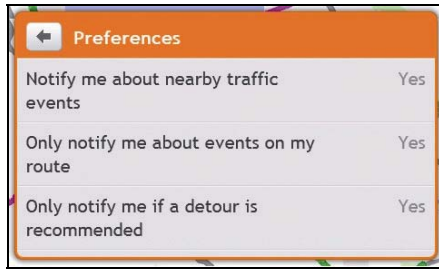 Preferences
Notify me about nearby traffic Yes
events
Only notify me about events on my Yes
route
Only notify me if a detour is Yes
recommended